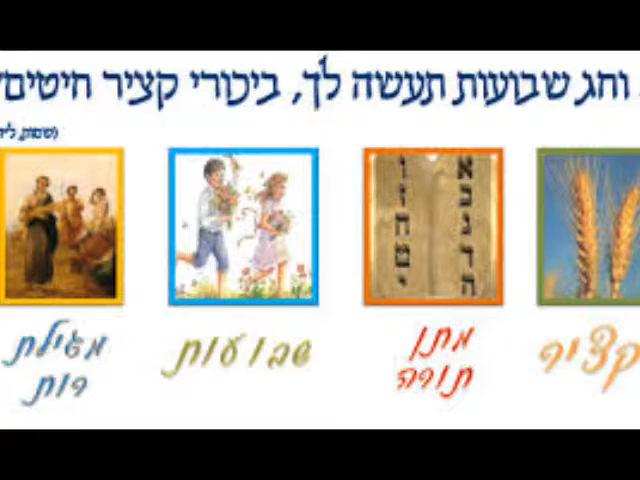 וחג שבועות תעשה לך, ביכורי קציר חיטים
א ו
ב ז
ג ח
ד ט
ה י
קציר
מתן
תורה
שבועות
מגילת
רות